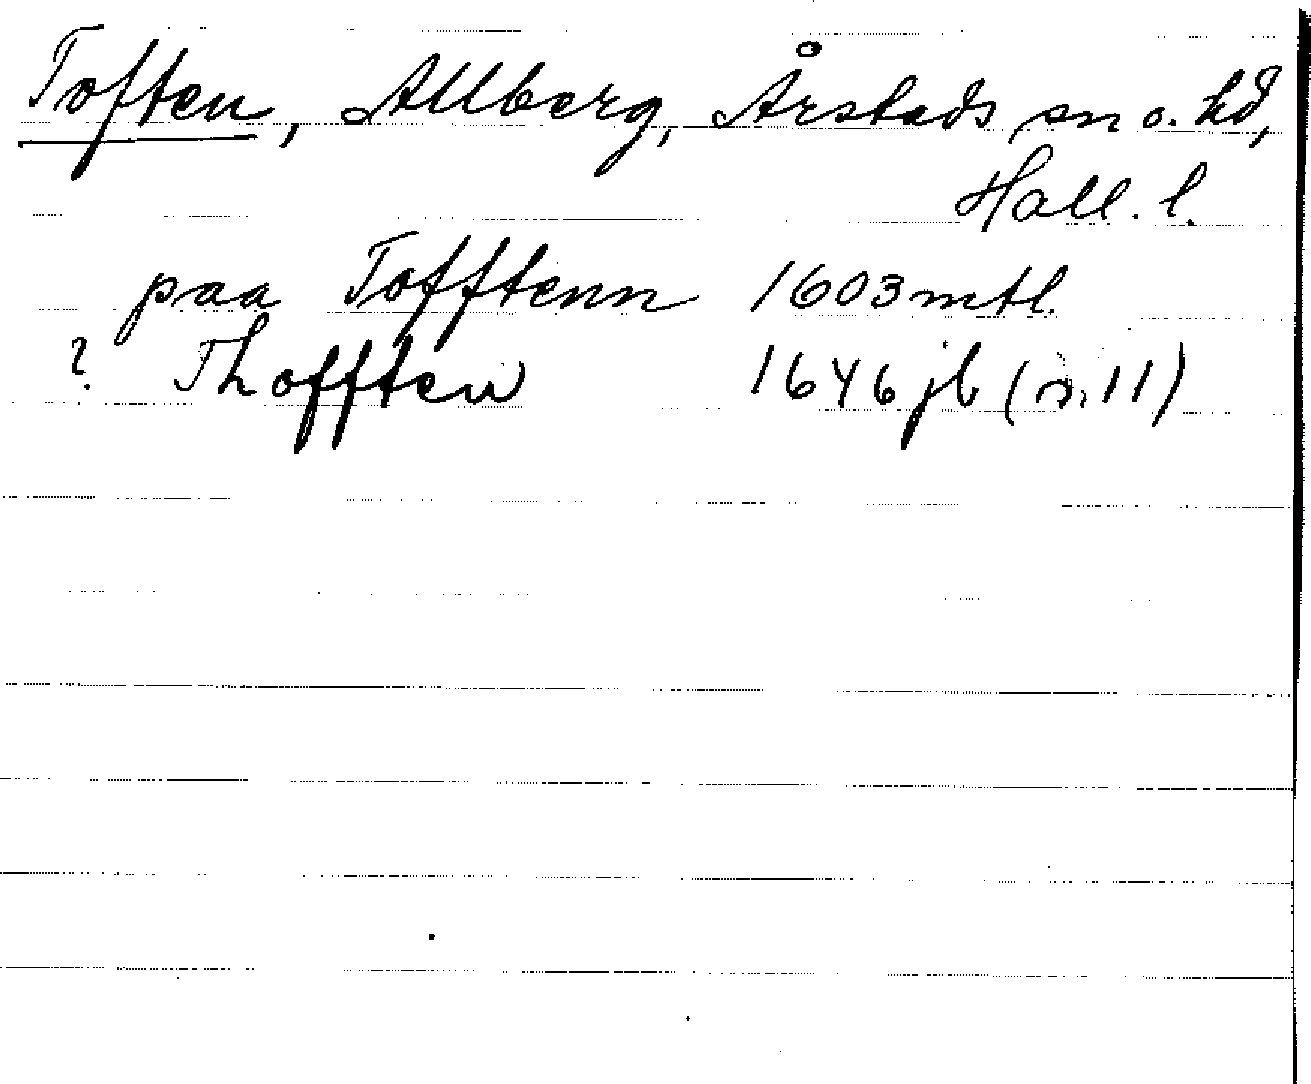 Toften, Allberg, Årstads sn o. hd,
Hall. l.
paa Tofftenn 1603 mtl.
? Thofften 1646 jb (n. 11)